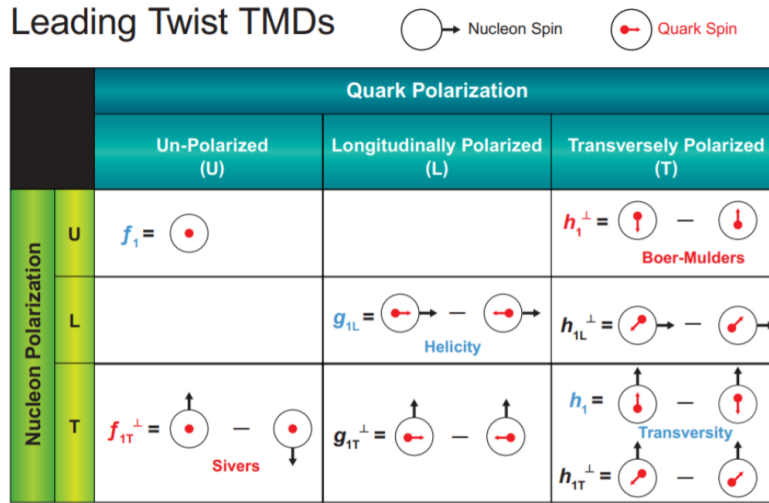 Leading Twist TMDs
Nucleon Spin
Quark Spin
Quark Polarization
Un-Polarized
(U)
Longitudinally Polarized
(L)
Transversely Polarized
(T)
Nucleon Polarization
U
f₁ =
h₁^⊥ = —
Boer-Mulders
L
g₁L = —
Helicity
h₁L^⊥ = —
T
f₁T^⊥ = —
Sivers
g₁T^⊥ = —
h₁ = —
Transversity
h₁T^⊥ = —